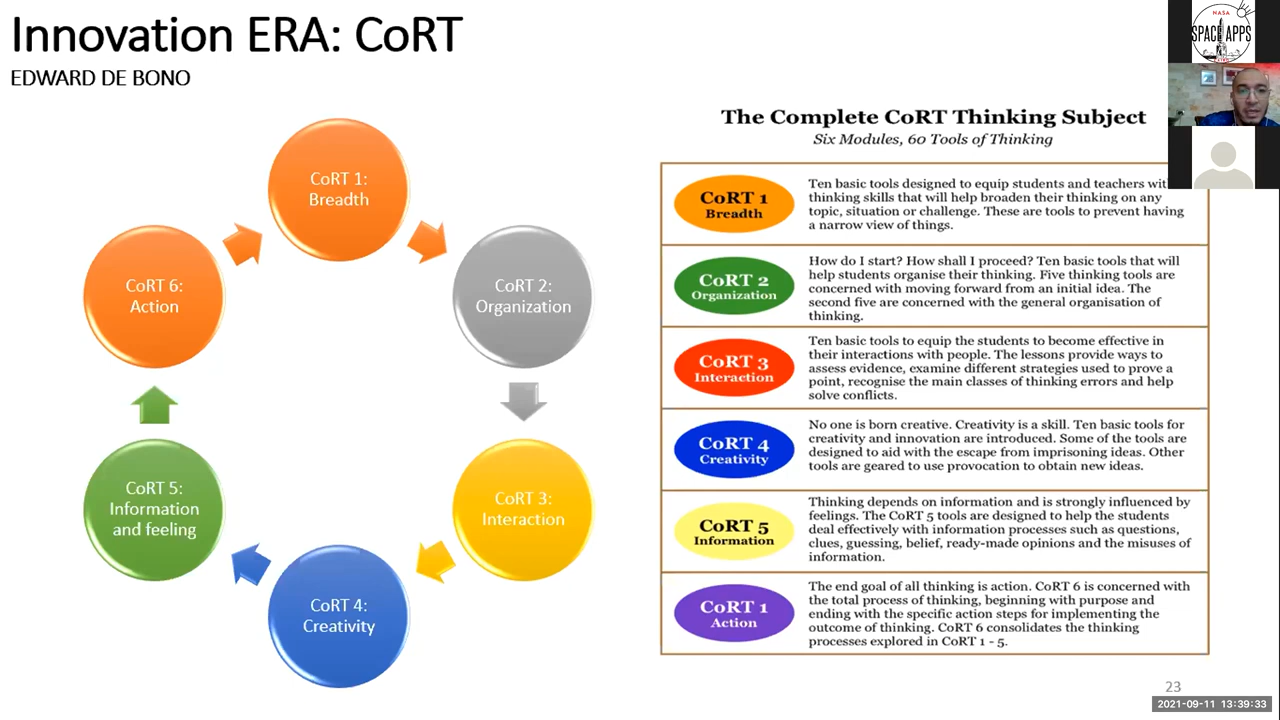 Innovation ERA: CoRT
EDWARD DE BONO
CoRT 1:
Breadth
CoRT 2:
Organization
CoRT 3:
Interaction
CoRT 4:
Creativity
CoRT 5:
Information
and feeling
CoRT 6:
Action
The Complete CoRT Thinking Subject
Six Modules, 60 Tools of Thinking
CoRT 1
Breadth
Ten basic tools designed to equip students and teachers
thinking skills that will help broaden their thinking on any
topic, situation or challenge. These are tools to prevent having
a narrow view of things.
CoRT 2
Organization
How do I start? How shall I proceed? Ten basic tools that will
help students organise their thinking. Five thinking tools are
concerned with moving forward from an initial idea. The
second five are concerned with the general organisation of
thinking.
CoRT 3
Interaction
Ten basic tools to equip the students to become effective in
their interactions with people. The lessons provide ways to
assess evidence, examine different strategies used to prove a
point, recognise the main classes of thinking errors and help
solve conflicts.
CoRT 4
Creativity
No one is born creative. Creativity is a skill. Ten basic tools for
creativity and innovation are introduced. Some of the tools are
designed to aid with the escape from imprisoning ideas. Other
tools are geared to use provocation to obtain new ideas.
CoRT 5
Information
Thinking depends on information and is strongly influenced by
feelings. The CoRT 5 tools are designed to help the students
deal effectively with information processes such as questions,
clues, guessing, belief, ready-made opinions and the misuses of
information.
CoRT 1
Action
The end goal of all thinking is action. CoRT 6 is concerned with
the total process of thinking, beginning with purpose and
ending with the specific action steps for implementing the
outcome of thinking. CoRT 6 consolidates the thinking
processes explored in CoRT 1 - 5.
NASA
SPACE APPS
23
2021-09-11 13:39:33